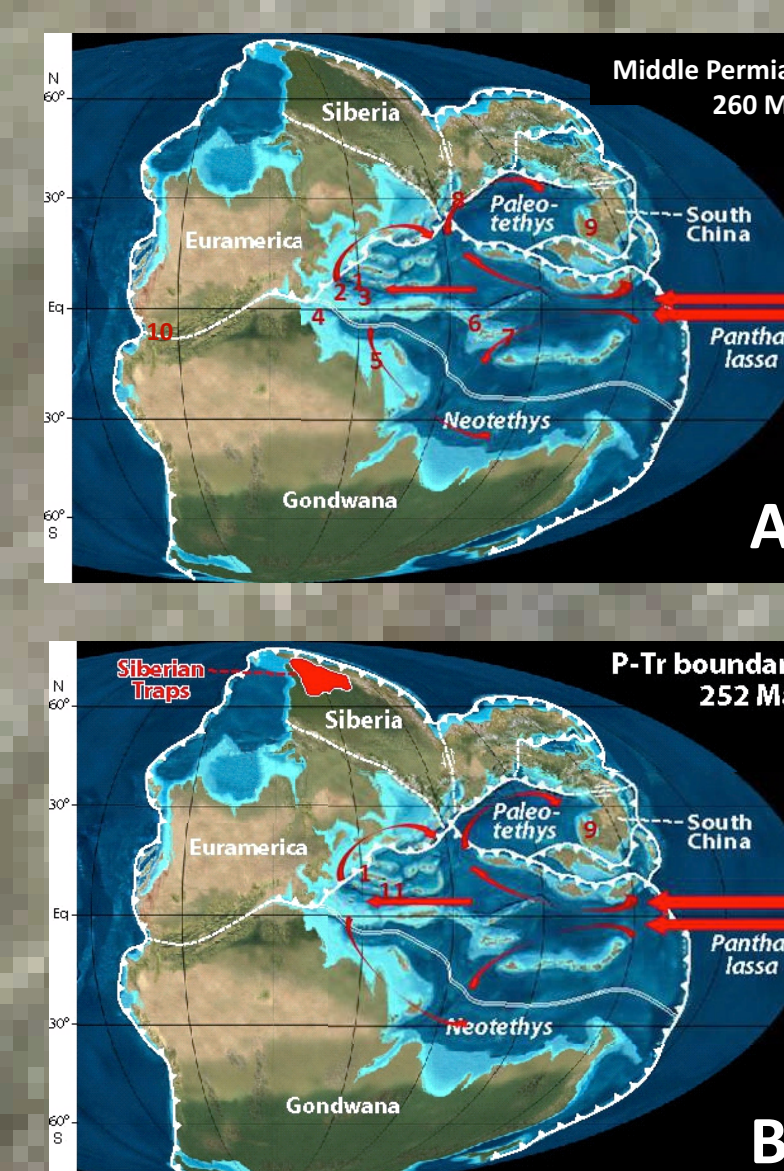 Middle Permia
260 M
N
60°
Siberia
30°
8
Paleo-
tethys
9
South
China
Euramerica
1
2
3
Eq
4
6
10
7
Pantha
lassa
5
30°
Neotethys
Gondwana
60°
S
A
Siberian
Traps
P-Tr boundar
252 Ma
N
60°
Siberia
30°
Paleo-
tethys
9
South
China
Euramerica
1
11
Eq
Pantha
lassa
30°
Neotethys
Gondwana
60°
S
B